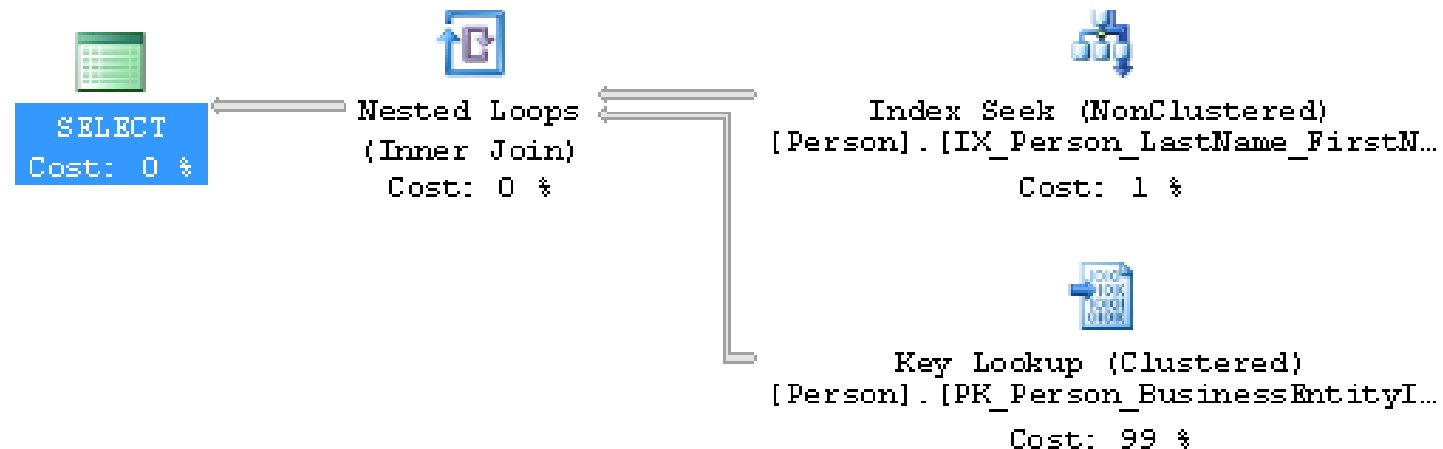 SELECT
Cost: 0 %
Nested Loops
(Inner Join)
Cost: 0 %
Index Seek (NonClustered)
[Person].[IX_Person_LastName_FirstN…
Cost: 1 %
Key Lookup (Clustered)
[Person].[PK_Person_BusinessEntityI…
Cost: 99 %